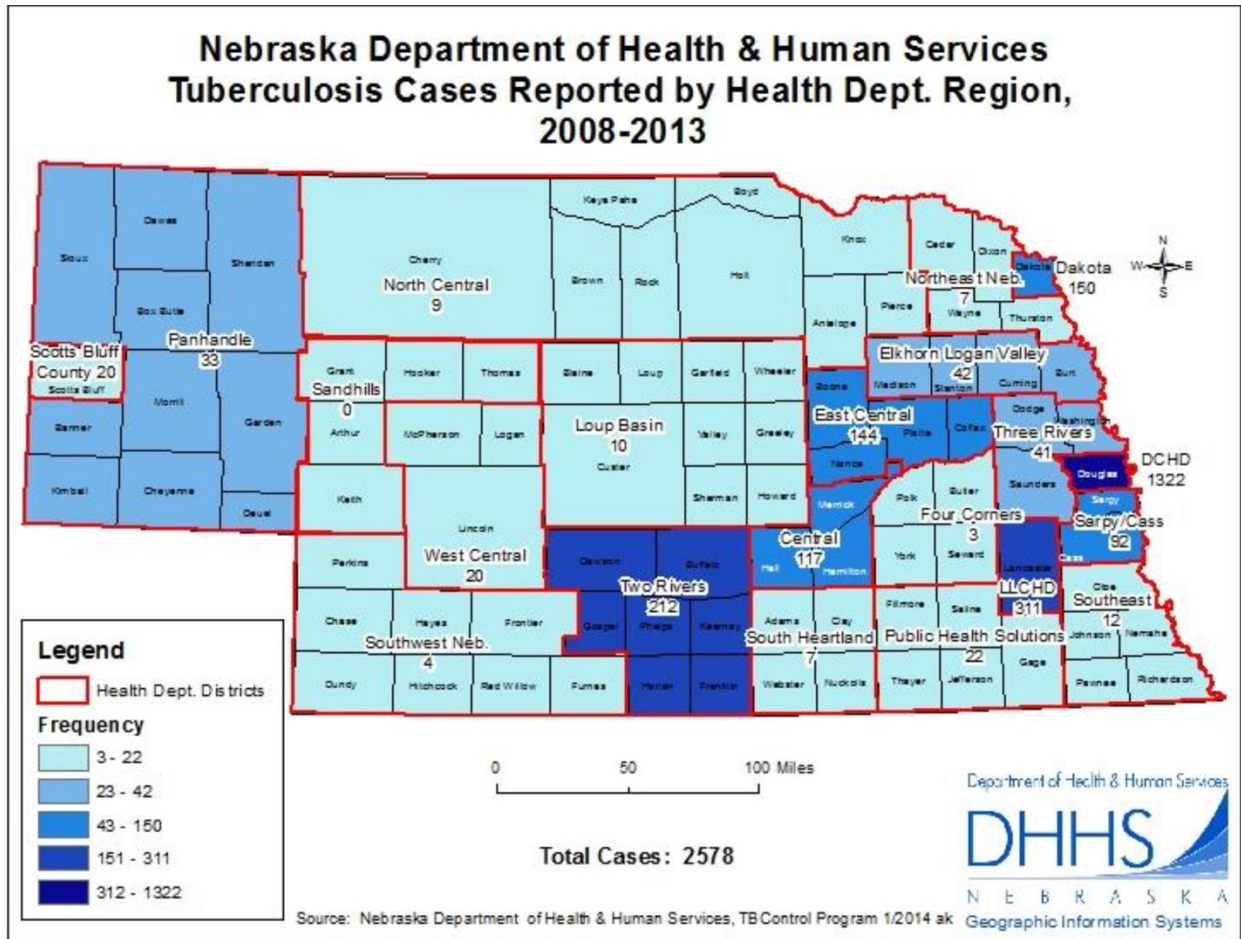 Nebraska Department of Health & Human Services
Tuberculosis Cases Reported by Health Dept. Region,
2008-2013
Sioux
Dawes
Sheridan
Box Butte
Panhandle
33
Scotts Bluff
County 20
Scotts Bluff
Morrill
Garden
Banner
Kimball
Cheyenne
Deuel
Cherry
North Central
9
Keya Paha
Boyd
Brown
Rock
Holt
Knox
Antelope
Pierce
Cedar
Dixon
Northeast Neb.
7
Wayne
Thurston
Dakota
Dakota
150
N
W
E
S
Grant
Hooker
Thomas
Sandhills
0
Arthur
McPherson
Logan
Keith
Lincoln
West Central
20
Blaine
Loup
Garfield
Wheeler
Loup Basin
10
Custer
Valley
Greeley
Sherman
Howard
Elkhorn Logan Valley
42
Madison
Stanton
Cuming
Burt
Boone
East Central
144
Platte
Colfax
Nance
Dodge
Washington
Three Rivers
41
Saunders
Douglas
DCHD
1322
Sarpy
Sarpy/Cass
92
Cass
Merrick
Central
117
Hall
Hamilton
Polk
Butler
Four Corners
3
York
Seward
Lancaster
LLCHD
311
Otoe
Southeast
12
Johnson
Nemaha
Pawnee
Richardson
Perkins
Chase
Hayes
Frontier
Southwest Neb.
4
Dundy
Hitchcock
Red Willow
Furnas
Dawson
Buffalo
Two Rivers
212
Gosper
Phelps
Kearney
Harlan
Franklin
Adams
Clay
South Heartland
7
Webster
Nuckolls
Fillmore
Saline
Public Health Solutions
22
Gage
Thayer
Jefferson
Legend
Health Dept. Districts
Frequency
3 - 22
23 - 42
43 - 150
151 - 311
312 - 1322
0 50 100 Miles
Total Cases: 2578
Source: Nebraska Department of Health & Human Services, TB Control Program 1/2014 ak
Department of Health & Human Services
DHHS
NEBRASKA
Geographic Information Systems